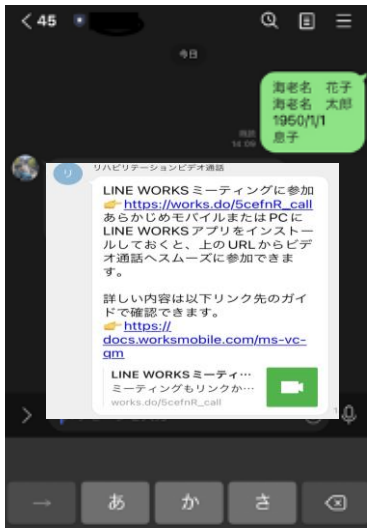 45
今日
海老名　花子
海老名　太郎
1950/1/1
息子
既読
14:09
リ
リハビリテーションビデオ通話
LINE WORKSミーティングに参加
👉https://works.do/5cefnR_call
あらかじめモバイルまたはPCに
LINE WORKSアプリをインストー
ルしておくと、上のURLからビデ
オ通話へスムーズに参加できま
す。
詳しい内容は以下リンク先のガイ
ドで確認できます。
👉https://
docs.worksmobile.com/ms-vc-
qm
LINE WORKS ミーティ…
ミーティングもリンクか…
works.do/5cefnR_call
あ
か
さ